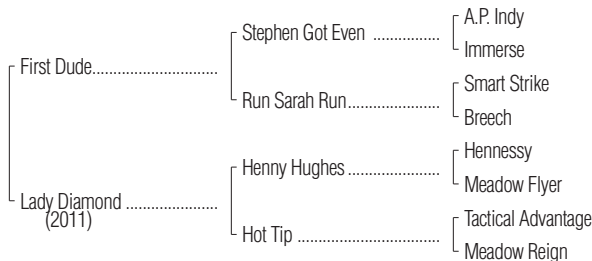 A.P. Indy
Stephen Got Even ................
Immerse
First Dude.............................
Smart Strike
Run Sarah Run......................
Breech
Hennessy
Henny Hughes......................
Meadow Flyer
Lady Diamond ......................
(2011)
Tactical Advantage
Hot Tip .................................
Meadow Reign